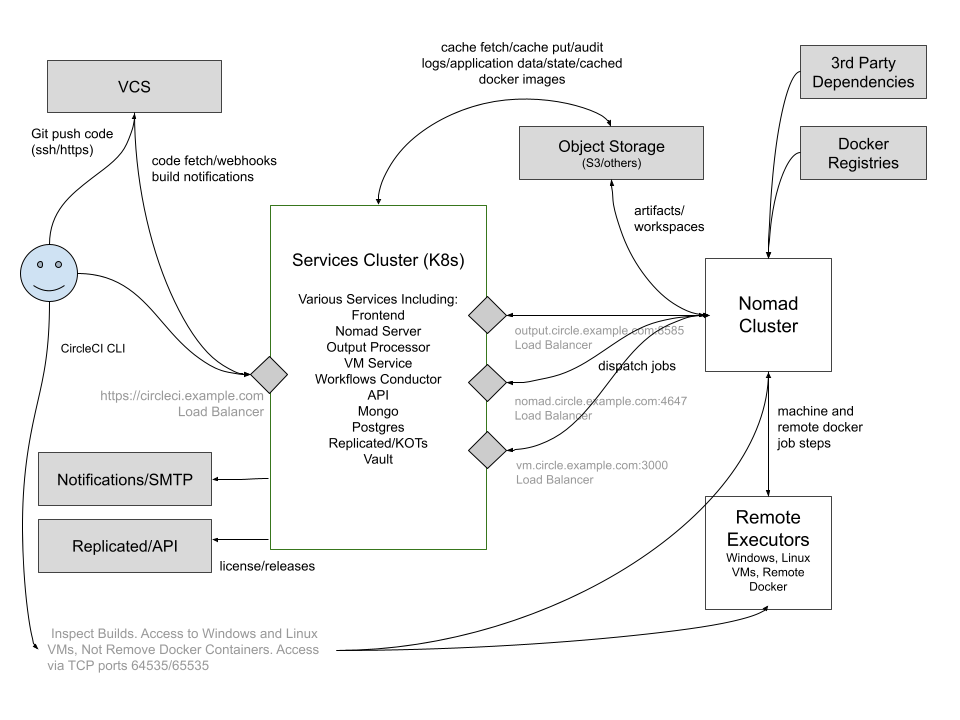 cache fetch/cache put/audit
logs/application data/state/cached
docker images
3rd Party
Dependencies
VCS
Git push code
(ssh/https)
code fetch/webhooks
build notifications
Object Storage
(S3/others)
Docker
Registries
artifacts/
workspaces
Services Cluster (K8s)
Various Services Including:
Frontend
Nomad Server
Output Processor
VM Service
Workflows Conductor
API
Mongo
Postgres
Replicated/KOTs
Vault
Nomad
Cluster
output.circle.example.com:8585
Load Balancer
dispatch jobs
nomad.circle.example.com:4647
Load Balancer
vm.circle.example.com:3000
Load Balancer
CircleCI CLI
https://circleci.example.com
Load Balancer
machine and
remote docker
job steps
Notifications/SMTP
Replicated/API
license/releases
Remote
Executors
Windows, Linux
VMs, Remote
Docker
Inspect Builds. Access to Windows and Linux
VMs, Not Remove Docker Containers. Access
via TCP ports 64535/65535